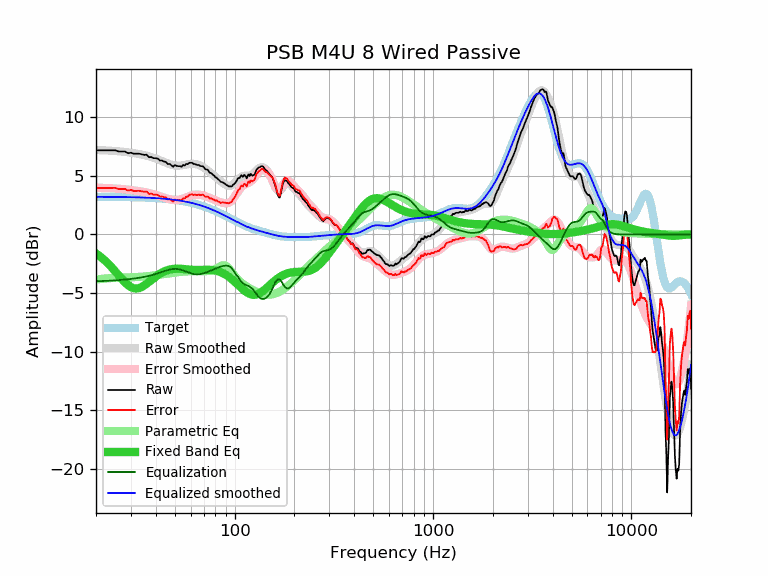 PSB M4U 8 Wired Passive
Amplitude (dBr)
10
5
0
−5
−10
−15
−20
Target
Raw Smoothed
Error Smoothed
Raw
Error
Parametric Eq
Fixed Band Eq
Equalization
Equalized smoothed
100
1000
10000
Frequency (Hz)